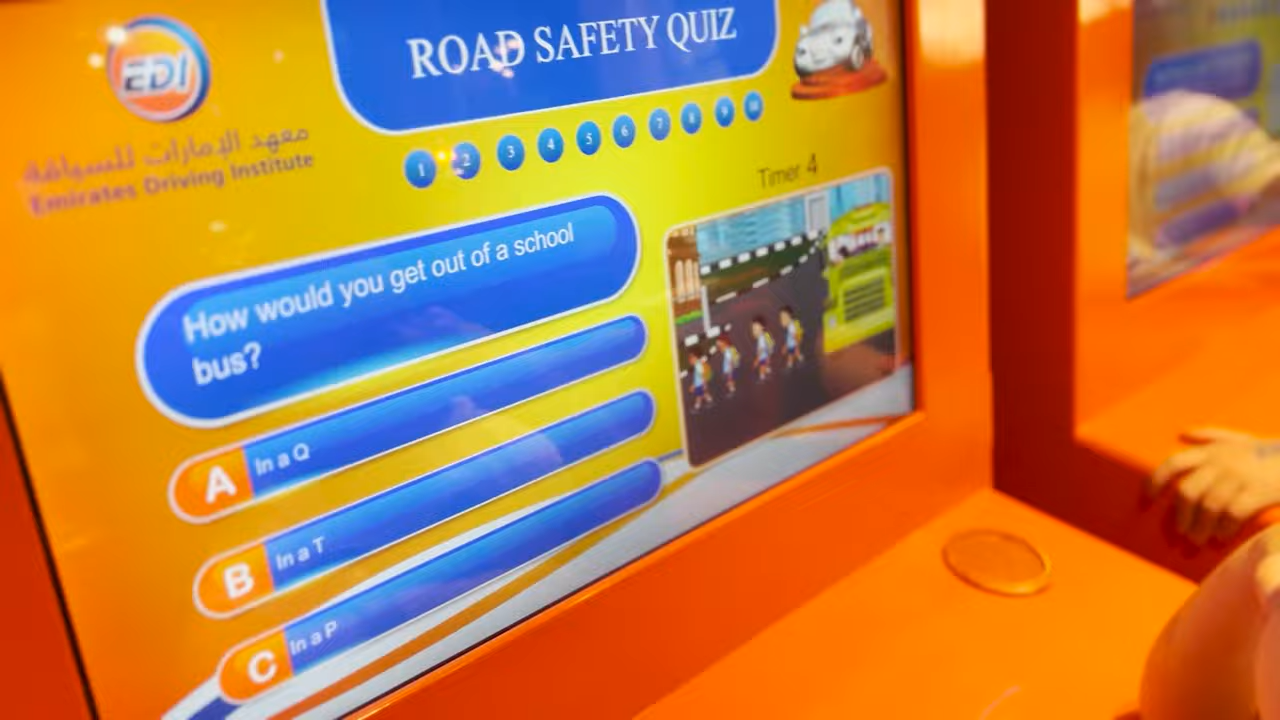 EDI
معهد الإمارات للسياقة
Emirates Driving Institute
ROAD SAFETY QUIZ
1 2 3 4 5 6 7 8 9 10
Timer 4
How would you get out of a school
bus?
A In a Q
B In a T
C In a P